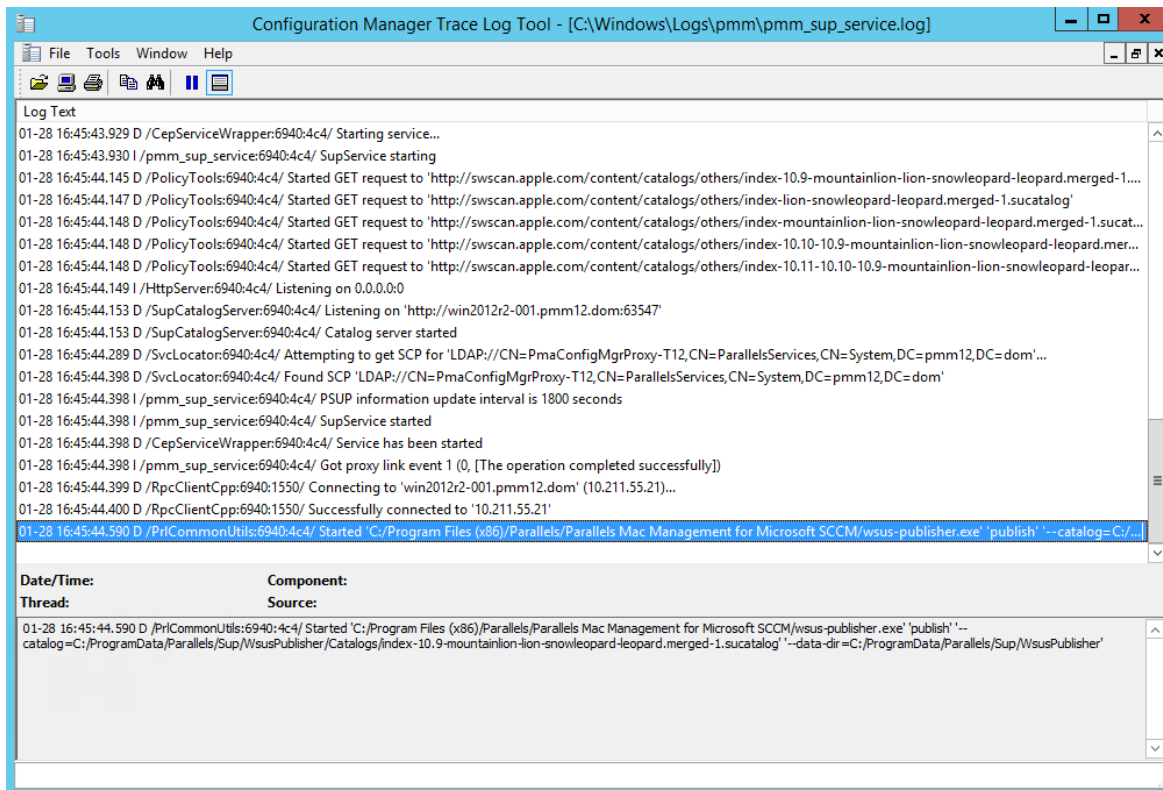 Configuration Manager Trace Log Tool - [C:\Windows\Logs\pmm\pmm_sup_service.log]
File Tools Window Help
Log Text
01-28 16:45:43.929 D /CepServiceWrapper:6940:4c4/ Starting service...
01-28 16:45:43.930 I /pmm_sup_service:6940:4c4/ SupService starting
01-28 16:45:44.145 D /PolicyTools:6940:4c4/ Started GET request to 'http://swscan.apple.com/content/catalogs/others/index-10.9-mountainlion-lion-snowleopard-leopard.merged-1....
01-28 16:45:44.147 D /PolicyTools:6940:4c4/ Started GET request to 'http://swscan.apple.com/content/catalogs/others/index-lion-snowleopard-leopard.merged-1.sucatalog'
01-28 16:45:44.148 D /PolicyTools:6940:4c4/ Started GET request to 'http://swscan.apple.com/content/catalogs/others/index-mountainlion-lion-snowleopard-leopard.merged-1.sucat...
01-28 16:45:44.148 D /PolicyTools:6940:4c4/ Started GET request to 'http://swscan.apple.com/content/catalogs/others/index-10.10-10.9-mountainlion-lion-snowleopard-leopard.mer...
01-28 16:45:44.148 D /PolicyTools:6940:4c4/ Started GET request to 'http://swscan.apple.com/content/catalogs/others/index-10.11-10.10-10.9-mountainlion-lion-snowleopard-leopar...
01-28 16:45:44.149 I /HttpServer:6940:4c4/ Listening on 0.0.0.0:0
01-28 16:45:44.153 D /SupCatalogServer:6940:4c4/ Listening on 'http://win2012r2-001.pmm12.dom:63547'
01-28 16:45:44.153 D /SupCatalogServer:6940:4c4/ Catalog server started
01-28 16:45:44.289 D /SvcLocator:6940:4c4/ Attempting to get SCP for 'LDAP://CN=PmaConfigMgrProxy-T12,CN=ParallelsServices,CN=System,DC=pmm12,DC=dom'...
01-28 16:45:44.398 D /SvcLocator:6940:4c4/ Found SCP 'LDAP://CN=PmaConfigMgrProxy-T12,CN=ParallelsServices,CN=System,DC=pmm12,DC=dom'
01-28 16:45:44.398 I /pmm_sup_service:6940:4c4/ PSUP information update interval is 1800 seconds
01-28 16:45:44.398 I /pmm_sup_service:6940:4c4/ SupService started
01-28 16:45:44.398 D /CepServiceWrapper:6940:4c4/ Service has been started
01-28 16:45:44.398 I /pmm_sup_service:6940:4c4/ Got proxy link event 1 (0, [The operation completed successfully])
01-28 16:45:44.399 D /RpcClientCpp:6940:1550/ Connecting to 'win2012r2-001.pmm12.dom' (10.211.55.21)...
01-28 16:45:44.400 D /RpcClientCpp:6940:1550/ Successfully connected to '10.211.55.21'
01-28 16:45:44.590 D /PrlCommonUtils:6940:4c4/ Started 'C:/Program Files (x86)/Parallels/Parallels Mac Management for Microsoft SCCM/wsus-publisher.exe' 'publish' '--catalog=C:/...
Date/Time: Component:
Thread: Source:
01-28 16:45:44.590 D /PrlCommonUtils:6940:4c4/ Started 'C:/Program Files (x86)/Parallels/Parallels Mac Management for Microsoft SCCM/wsus-publisher.exe' 'publish' '--
catalog=C:/ProgramData/Parallels/Sup/WsusPublisher/Catalogs/index-10.9-mountainlion-lion-snowleopard-leopard.merged-1.sucatalog' '--data-dir=C:/ProgramData/Parallels/Sup/WsusPublisher'